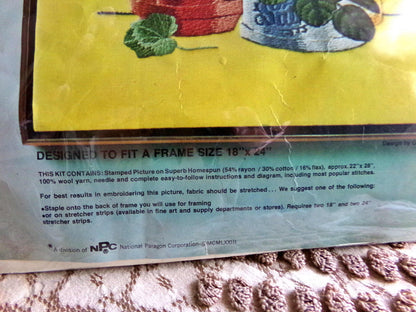 Design by
DESIGNED TO FIT A FRAME SIZE 18" x 24"
THIS KIT CONTAINS: Stamped Picture on Superb Homespun (54% rayon / 30% cotton / 16% flax), approx. 22" x 28",
100% wool yarn, needle and complete easy-to-follow instructions and diagram, including most popular stitches.
For best results in embroidering this picture, fabric should be stretched... We suggest one of the following:
•Staple onto the back of frame you will use for framing
•or on stretcher strips (available in fine art and supply departments or stores). Requires two 18" and two 24"
stretcher strips.
A division of NPC National Paragon Corporation